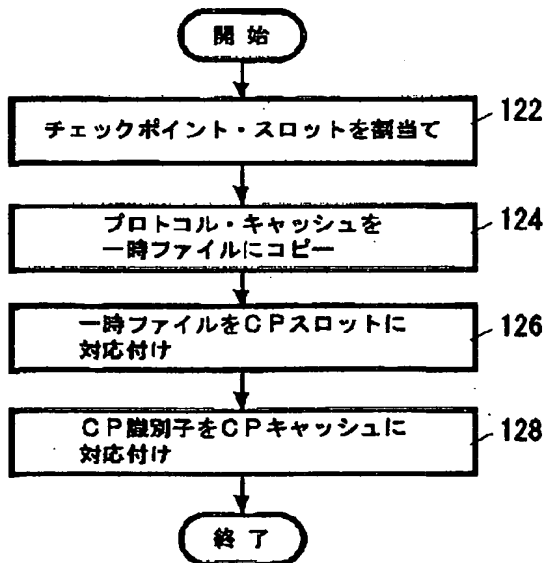 開始
チェックポイント・スロットを割当て
122
プロトコル・キャッシュを
一時ファイルにコピー
124
一時ファイルをCPスロットに
対応付け
126
CP識別子をCPキャッシュに
対応付け
128
終了